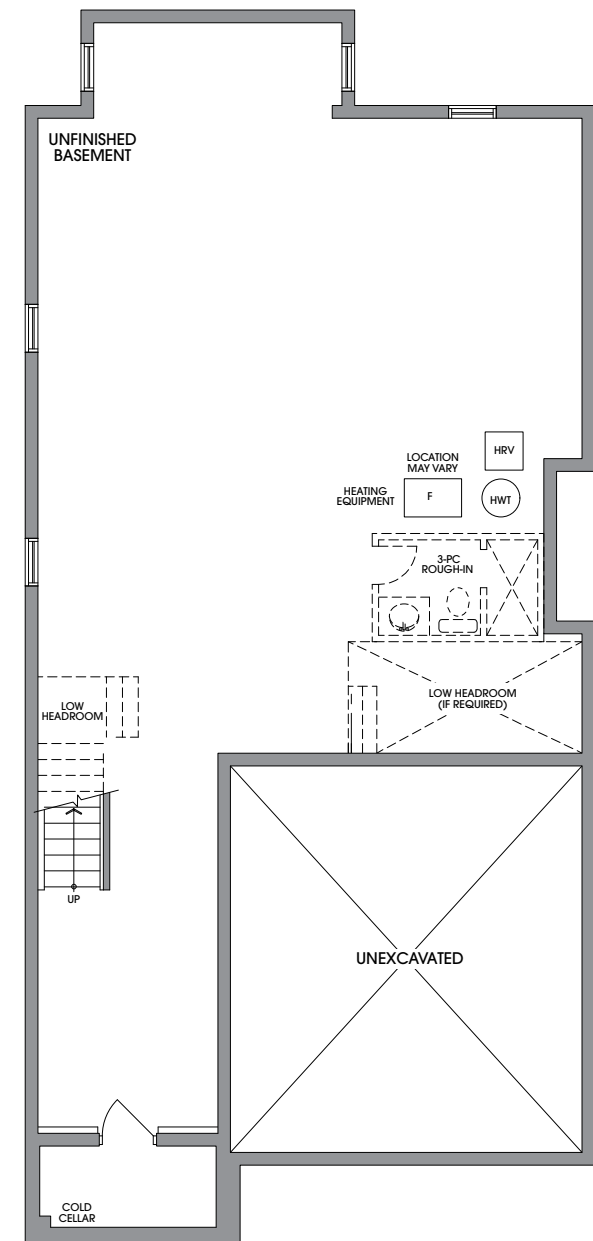 UNFINISHED
BASEMENT
HRV
LOCATION
MAY VARY
HEATING
EQUIPMENT
F
HWT
3-PC
ROUGH-IN
LOW
HEADROOM
LOW HEADROOM
(IF REQUIRED)
UP
UNEXCAVATED
COLD
CELLAR